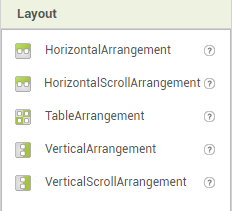 Layout
HorizontalArrangement ?
HorizontalScrollArrangement ?
TableArrangement ?
VerticalArrangement ?
VerticalScrollArrangement ?